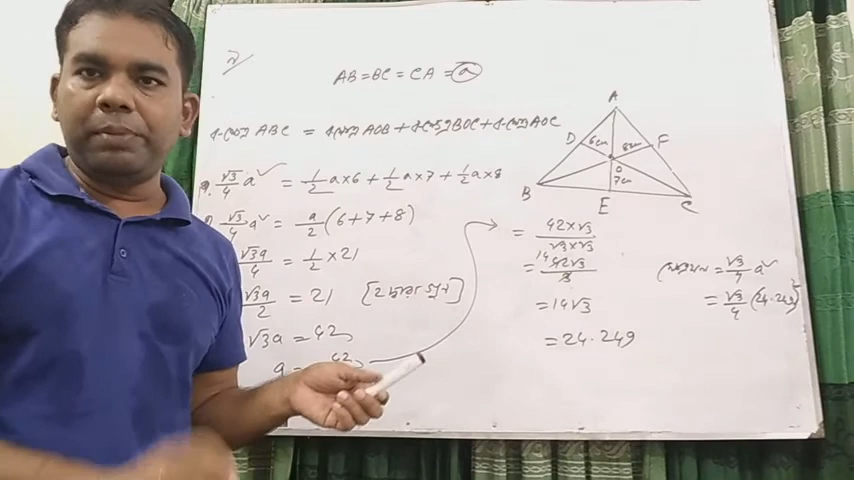 AB = BC = CA = a
ABC = AOB + BOC + AOC
√3/4 a² = 1/2 a×6 + 1/2 a×7 + 1/2 a×8
√3/4 a² = a/2 (6+7+8)
√3a/4 = 1/2 × 21
√3a/2 = 21
√3a = 42
a = 42
A
D 6cm 8cm F
O
7cm
B E C
= 42×√3/√3×√3
= 14 42√3/3
= 14√3
= 24.249
= √3/4 a²
= √3/4 (24.249)²